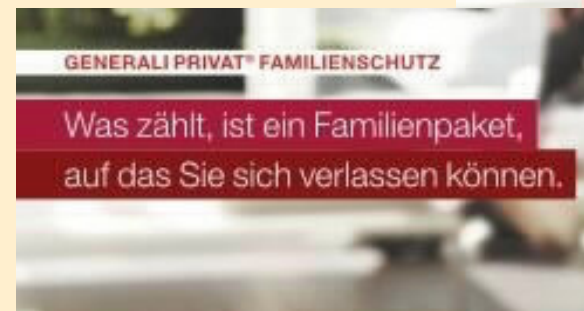 GENERALI PRIVAT® FAMILIENSCHUTZ
Was zählt, ist ein Familienpaket,
auf das Sie sich verlassen können.